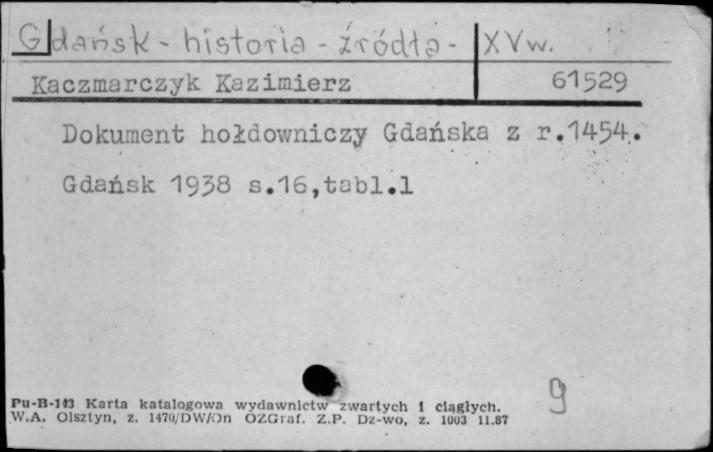 Gdańsk - historia - źródła - XVw.
Kaczmarczyk Kazimierz 61529
Dokument hołdowniczy Gdańska z r.1454.
Gdańsk 1938 s.16,tabl.1
9
Pu-B-143 Karta katalogowa wydawnictw zwartych i ciągłych.
W.A. Olsztyn, z. 1470/DW/On OZGraf. Z.P. Dz-wo, z. 1003 11.87